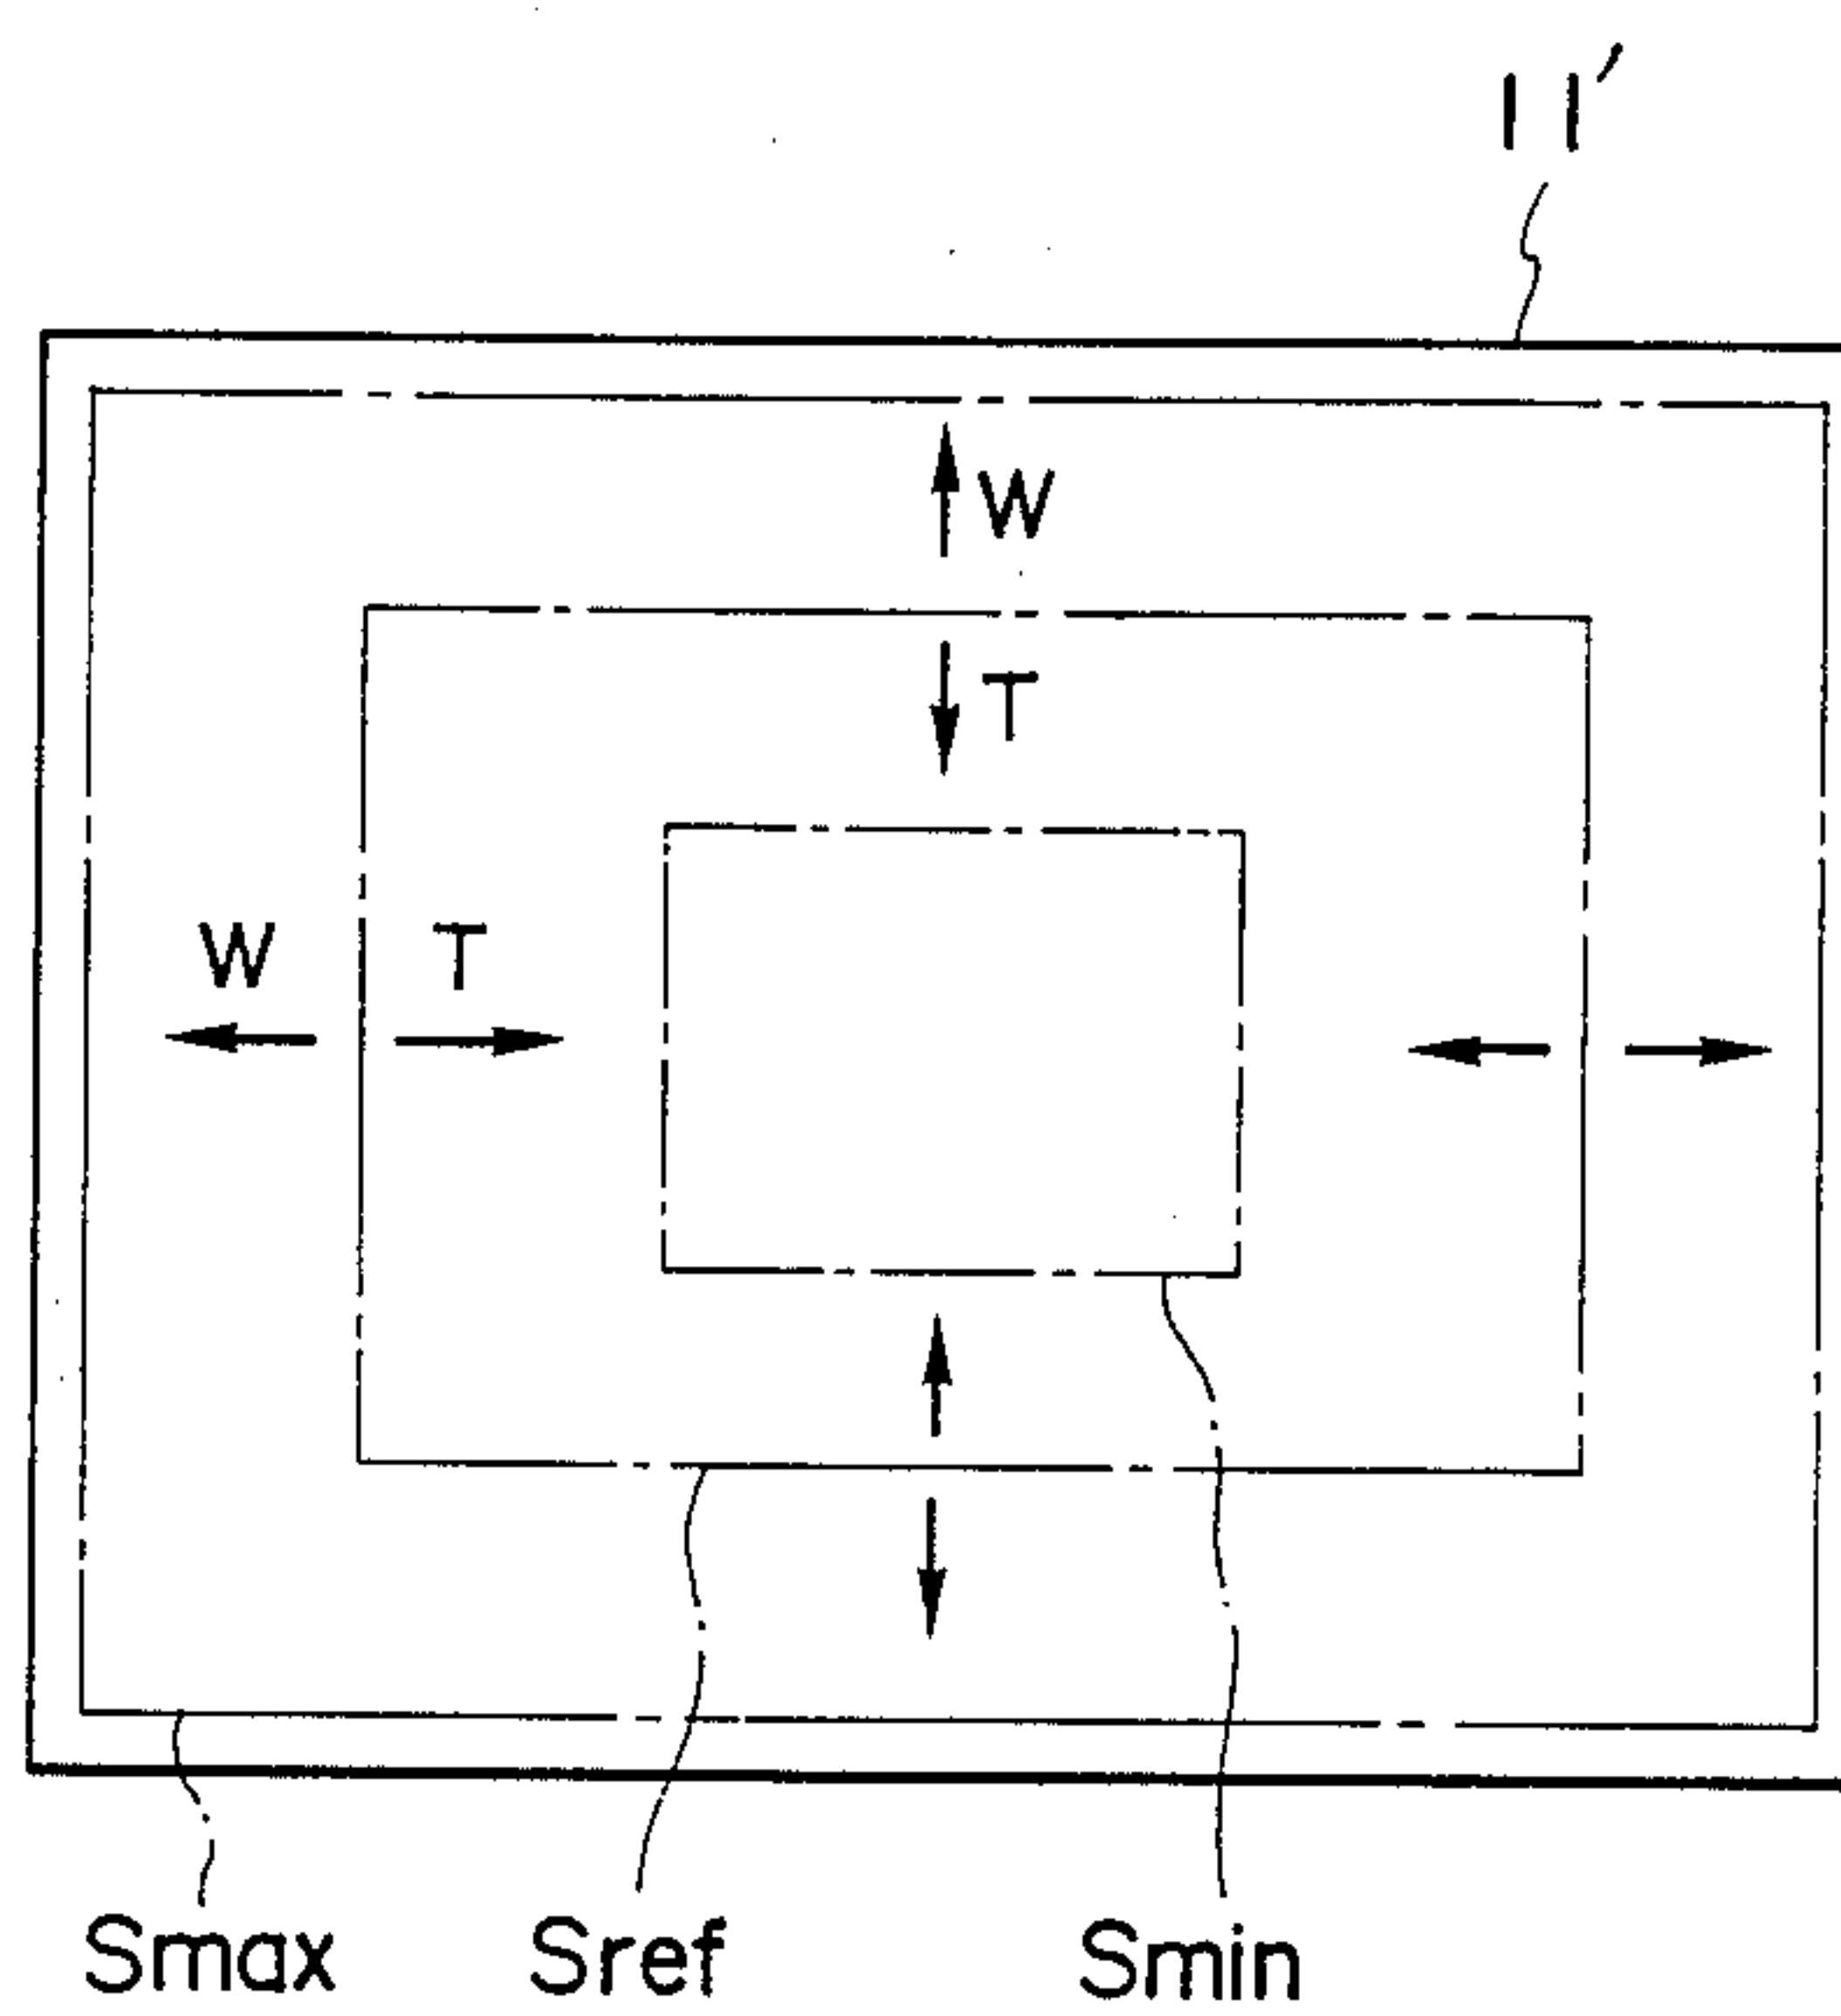 11′
W
T
W T
Smax Sref Smin